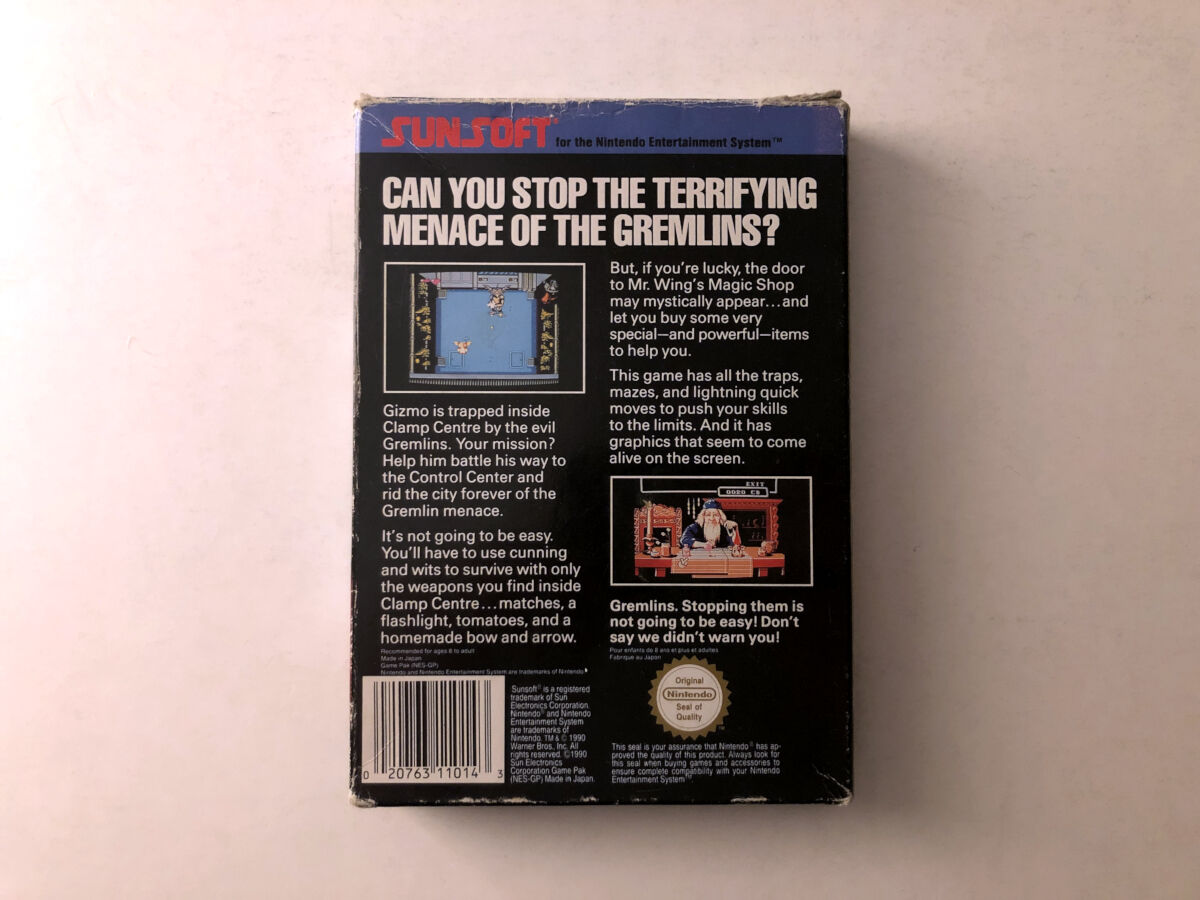 SUNSOFT® for the Nintendo Entertainment System™
CAN YOU STOP THE TERRIFYING
MENACE OF THE GREMLINS?
Gizmo is trapped inside
Clamp Centre by the evil
Gremlins. Your mission?
Help him battle his way to
the Control Center and
rid the city forever of the
Gremlin menace.
It's not going to be easy.
You'll have to use cunning
and wits to survive with only
the weapons you find inside
Clamp Centre...matches, a
flashlight, tomatoes, and a
homemade bow and arrow.
Recommended for ages 8 to adult
Made in Japan
Game Pak (NES-GP)
Nintendo and Nintendo Entertainment System are trademarks of Nintendo
0 20763 11014 3
Sunsoft® is a registered
trademark of Sun
Electronics Corporation.
Nintendo® and Nintendo
Entertainment System
are trademarks of
Nintendo. TM & © 1990
Warner Bros., Inc. All
rights reserved. ©1990
Sun Electronics
Corporation Game Pak
(NES-GP) Made in Japan.
But, if you're lucky, the door
to Mr. Wing's Magic Shop
may mystically appear...and
let you buy some very
special—and powerful—items
to help you.
This game has all the traps,
mazes, and lightning quick
moves to push your skills
to the limits. And it has
graphics that seem to come
alive on the screen.
EXIT
0020 CB
Gremlins. Stopping them is
not going to be easy! Don't
say we didn't warn you!
Pour enfants de 8 ans et plus et adultes
Fabrique au Japan
Original
Nintendo
Seal of
Quality
TM
This seal is your assurance that Nintendo® has ap-
proved the quality of this product. Always look for
this seal when buying games and accessories to
ensure complete compatibility with your Nintendo
Entertainment System™